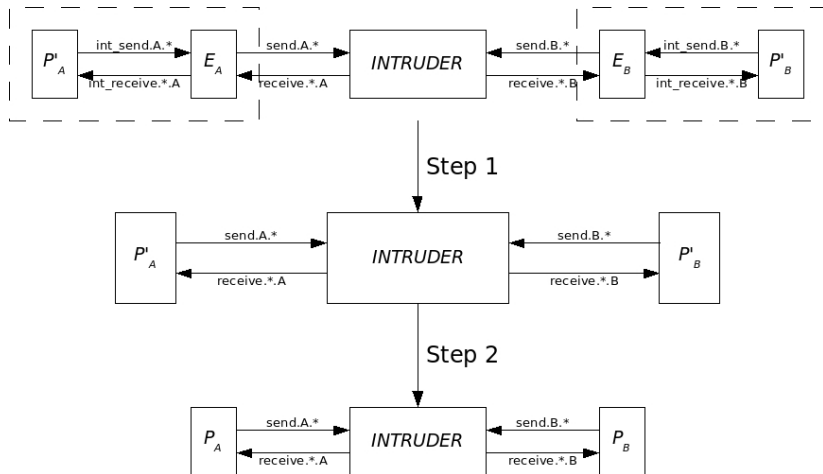 int_send.A.* send.A.* send.B.* int_send.B.*
P'A EA INTRUDER EB P'B
int_receive.*.A receive.*.A receive.*.B int_receive.*.B
Step 1
send.A.* send.B.*
P'A INTRUDER P'B
receive.*.A receive.*.B
Step 2
send.A.* send.B.*
PA INTRUDER PB
receive.*.A receive.*.B